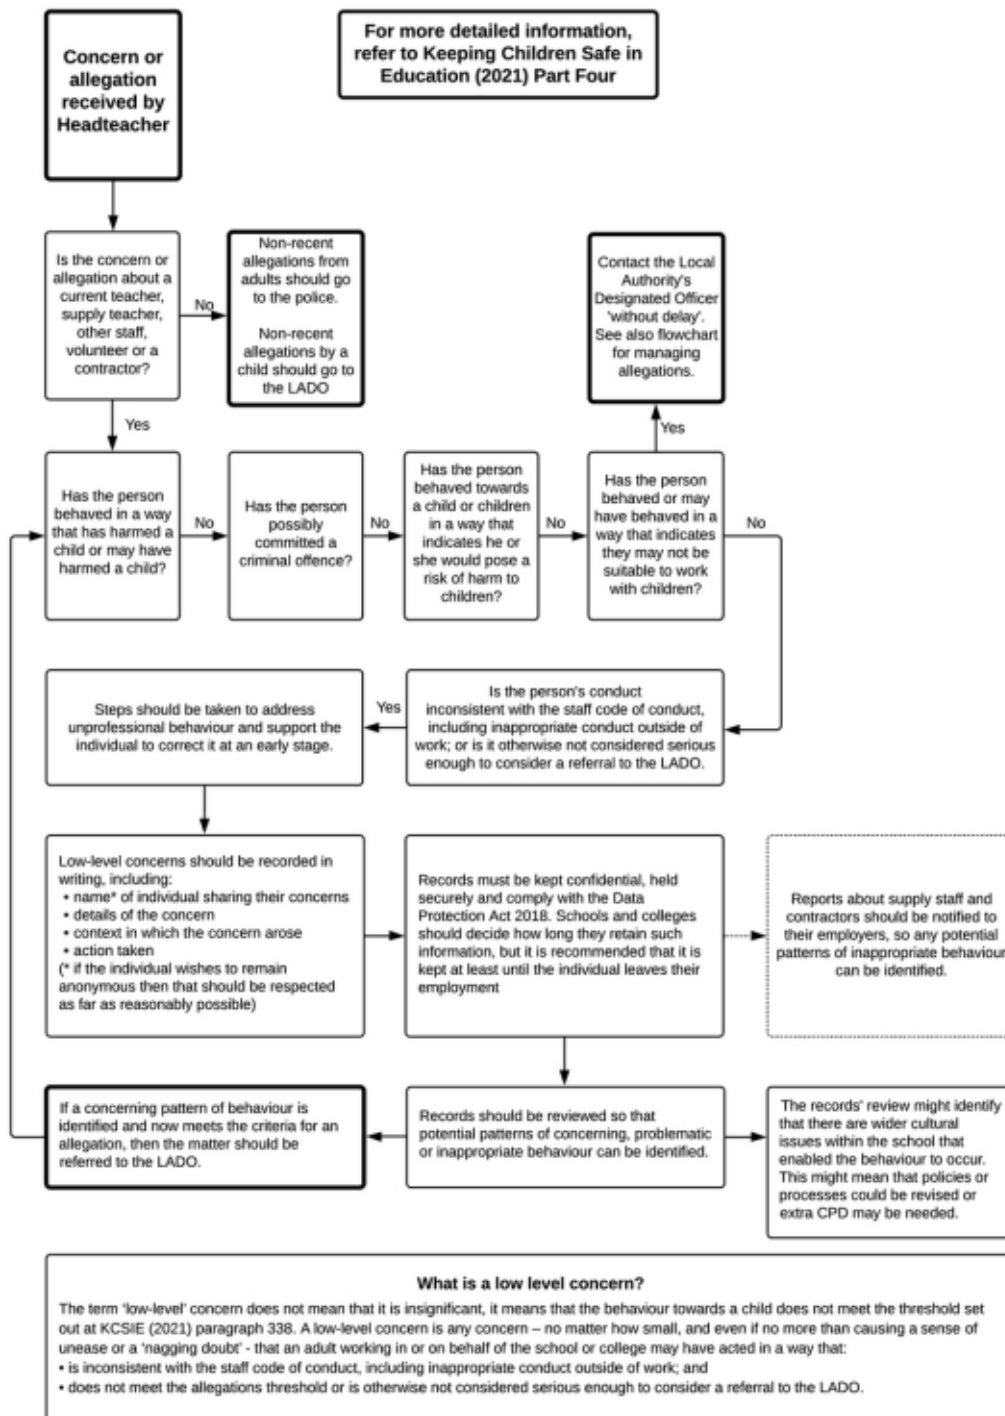 Concern or
allegation
received by
Headteacher
For more detailed information,
refer to Keeping Children Safe in
Education (2021) Part Four
Is the concern or
allegation about a
current teacher,
supply teacher,
other staff,
volunteer or a
contractor?
No
Non-recent
allegations from
adults should go
to the police.
Non-recent
allegations by a
child should go to
the LADO
Contact the Local
Authority's
Designated Officer
'without delay'.
See also flowchart
for managing
allegations.
Yes
Yes
Has the person
behaved in a way
that has harmed a
child or may have
harmed a child?
No
Has the person
possibly
committed a
criminal offence?
No
Has the person
behaved towards
a child or children
in a way that
indicates he or
she would pose a
risk of harm to
children?
No
Has the person
behaved or may
have behaved in a
way that indicates
they may not be
suitable to work
with children?
No
Steps should be taken to address
unprofessional behaviour and support the
individual to correct it at an early stage.
Yes
Is the person's conduct
inconsistent with the staff code of conduct,
including inappropriate conduct outside of
work; or is it otherwise not considered serious
enough to consider a referral to the LADO.
Low-level concerns should be recorded in
writing, including:
• name* of individual sharing their concerns
• details of the concern
• context in which the concern arose
• action taken
(* if the individual wishes to remain
anonymous then that should be respected
as far as reasonably possible)
Records must be kept confidential, held
securely and comply with the Data
Protection Act 2018. Schools and colleges
should decide how long they retain such
information, but it is recommended that it is
kept at least until the individual leaves their
employment
Reports about supply staff and
contractors should be notified to
their employers, so any potential
patterns of inappropriate behaviour
can be identified.
If a concerning pattern of behaviour is
identified and now meets the criteria for an
allegation, then the matter should be
referred to the LADO.
Records should be reviewed so that
potential patterns of concerning, problematic
or inappropriate behaviour can be identified.
The records' review might identify
that there are wider cultural
issues within the school that
enabled the behaviour to occur.
This might mean that policies or
processes could be revised or
extra CPD may be needed.
What is a low level concern?
The term 'low-level' concern does not mean that it is insignificant, it means that the behaviour towards a child does not meet the threshold set
out at KCSIE (2021) paragraph 338. A low-level concern is any concern – no matter how small, and even if no more than causing a sense of
unease or a 'nagging doubt' - that an adult working in or on behalf of the school or college may have acted in a way that:
• is inconsistent with the staff code of conduct, including inappropriate conduct outside of work; and
• does not meet the allegations threshold or is otherwise not considered serious enough to consider a referral to the LADO.